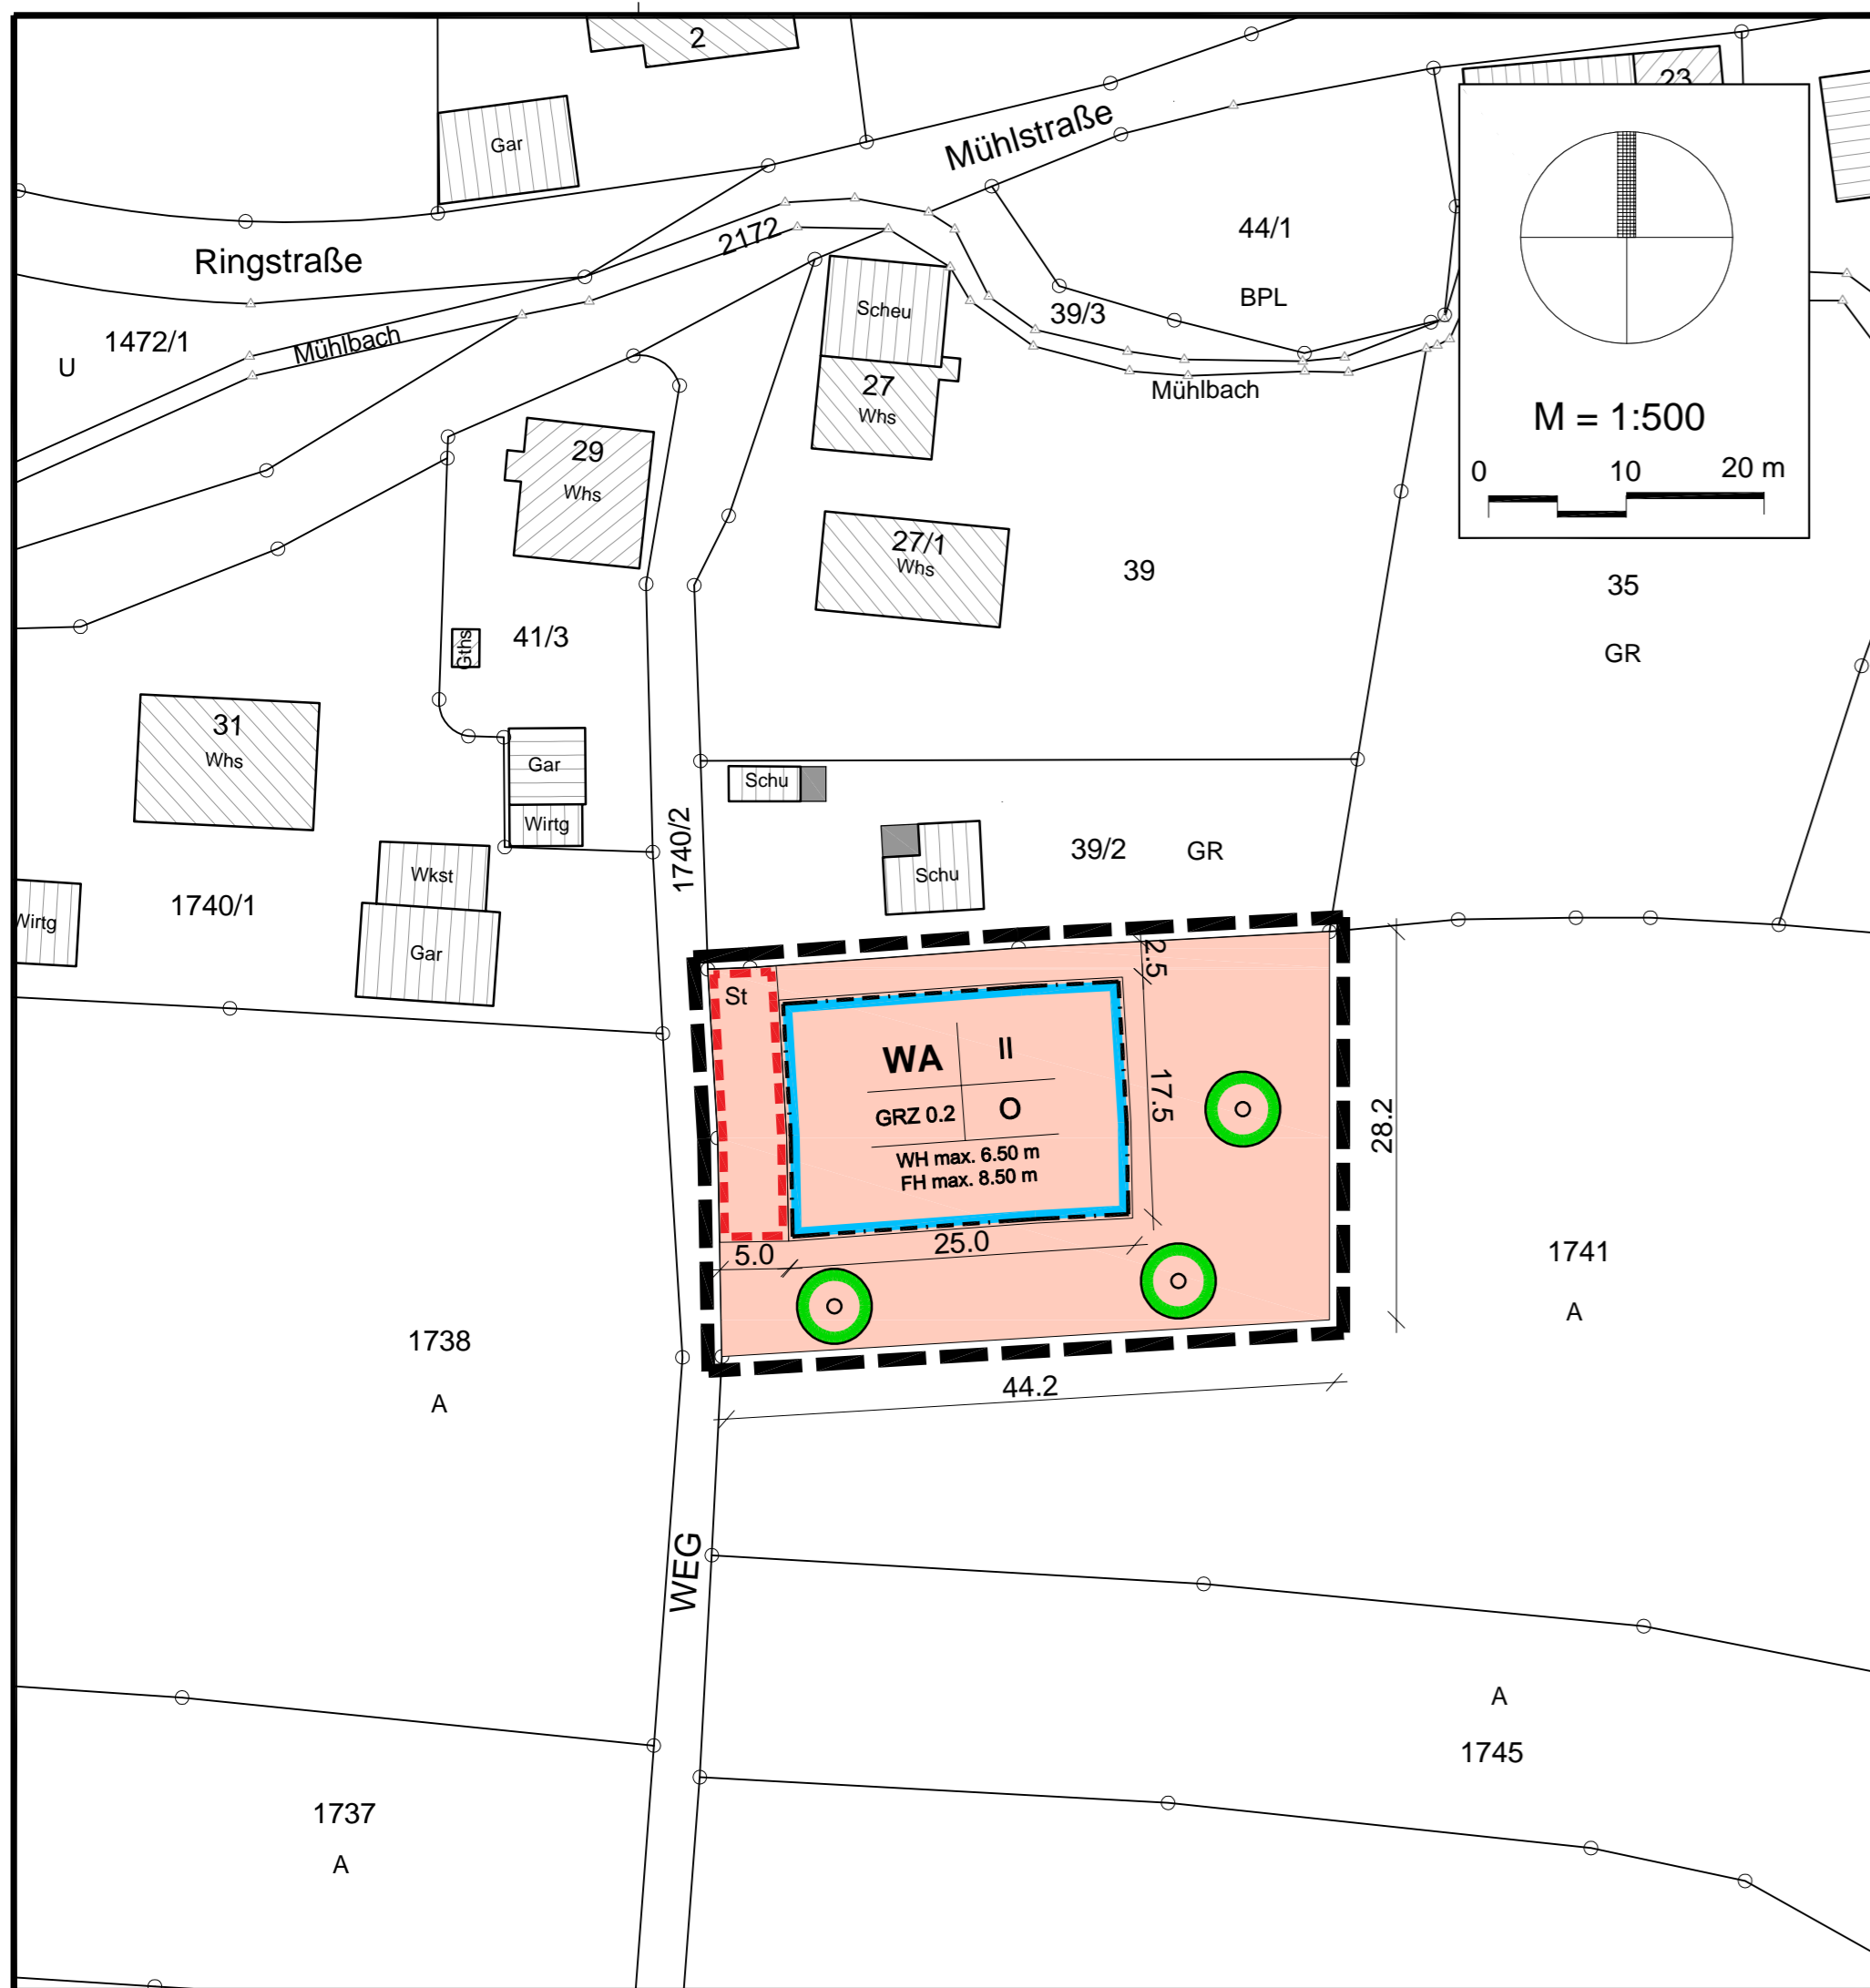 2
23
Gar
Mühlstraße
Ringstraße
2172
44/1
BPL
39/3
Scheu
1472/1
U
Mühlbach
Mühlbach
27
Whs
M = 1:500
0 10 20 m
29
Whs
27/1
Whs
39
35
GR
Gths
41/3
31
Whs
Gar
Schu
Wirtg
1740/2
39/2 GR
Wkst
Schu
1740/1
Wirtg
Gar
2.5
St
WA II
GRZ 0.2 O
WH max. 6.50 m
FH max. 8.50 m
17.5
28.2
5.0
25.0
1741
A
1738
A
44.2
WEG
A
1745
1737
A